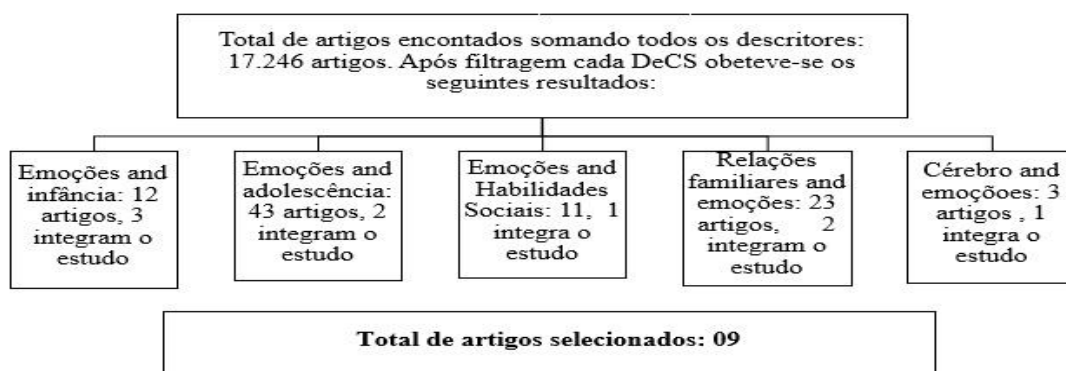 Total de artigos encontados somando todos os descritores:
17.246 artigos. Após filtragem cada DeCS obeteve-se os
seguintes resultados:
Emoções and
infância: 12
artigos, 3
integram o
estudo
Emoções and
adolescência:
43 artigos, 2
integram o
estudo
Emoções and
Habilidades
Sociais: 11, 1
integra o
estudo
Relações
familiares and
emoções: 23
artigos, 2
integram o
estudo
Cérebro and
emoçõoes: 3
artigos , 1
integra o
estudo
Total de artigos selecionados: 09